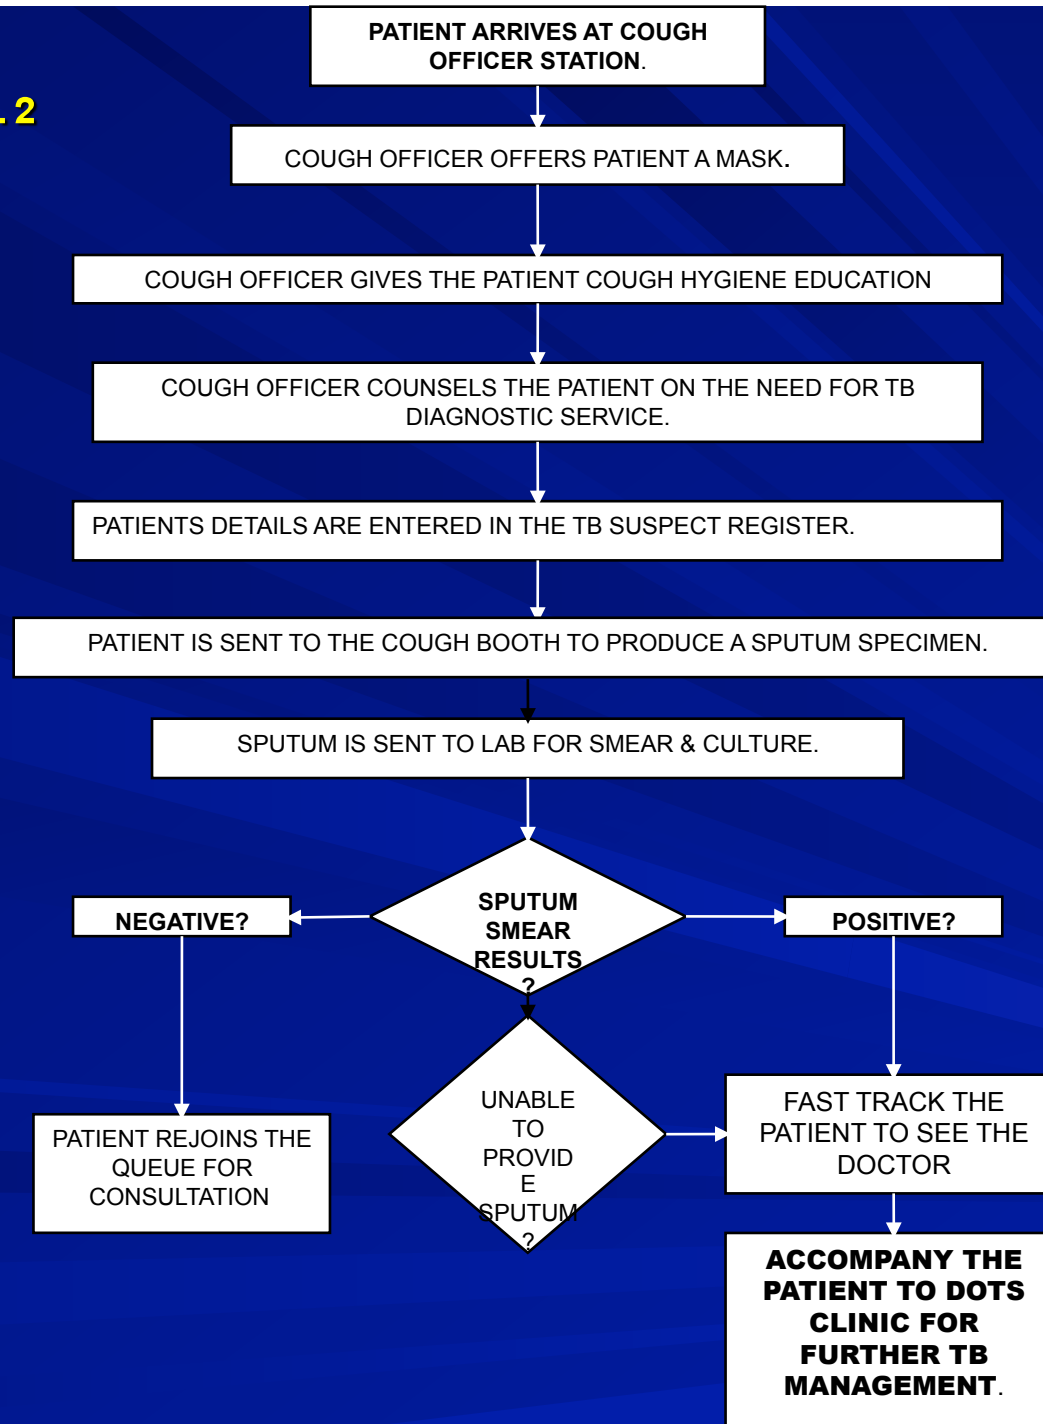 PATIENT ARRIVES AT COUGH
OFFICER STATION.
. 2
COUGH OFFICER OFFERS PATIENT A MASK.
COUGH OFFICER GIVES THE PATIENT COUGH HYGIENE EDUCATION
COUGH OFFICER COUNSELS THE PATIENT ON THE NEED FOR TB
DIAGNOSTIC SERVICE.
PATIENTS DETAILS ARE ENTERED IN THE TB SUSPECT REGISTER.
PATIENT IS SENT TO THE COUGH BOOTH TO PRODUCE A SPUTUM SPECIMEN.
SPUTUM IS SENT TO LAB FOR SMEAR & CULTURE.
SPUTUM
SMEAR
RESULTS
?
NEGATIVE?
POSITIVE?
UNABLE
TO
PROVID
E
SPUTUM
?
PATIENT REJOINS THE
QUEUE FOR
CONSULTATION
FAST TRACK THE
PATIENT TO SEE THE
DOCTOR
ACCOMPANY THE
PATIENT TO DOTS
CLINIC FOR
FURTHER TB
MANAGEMENT.